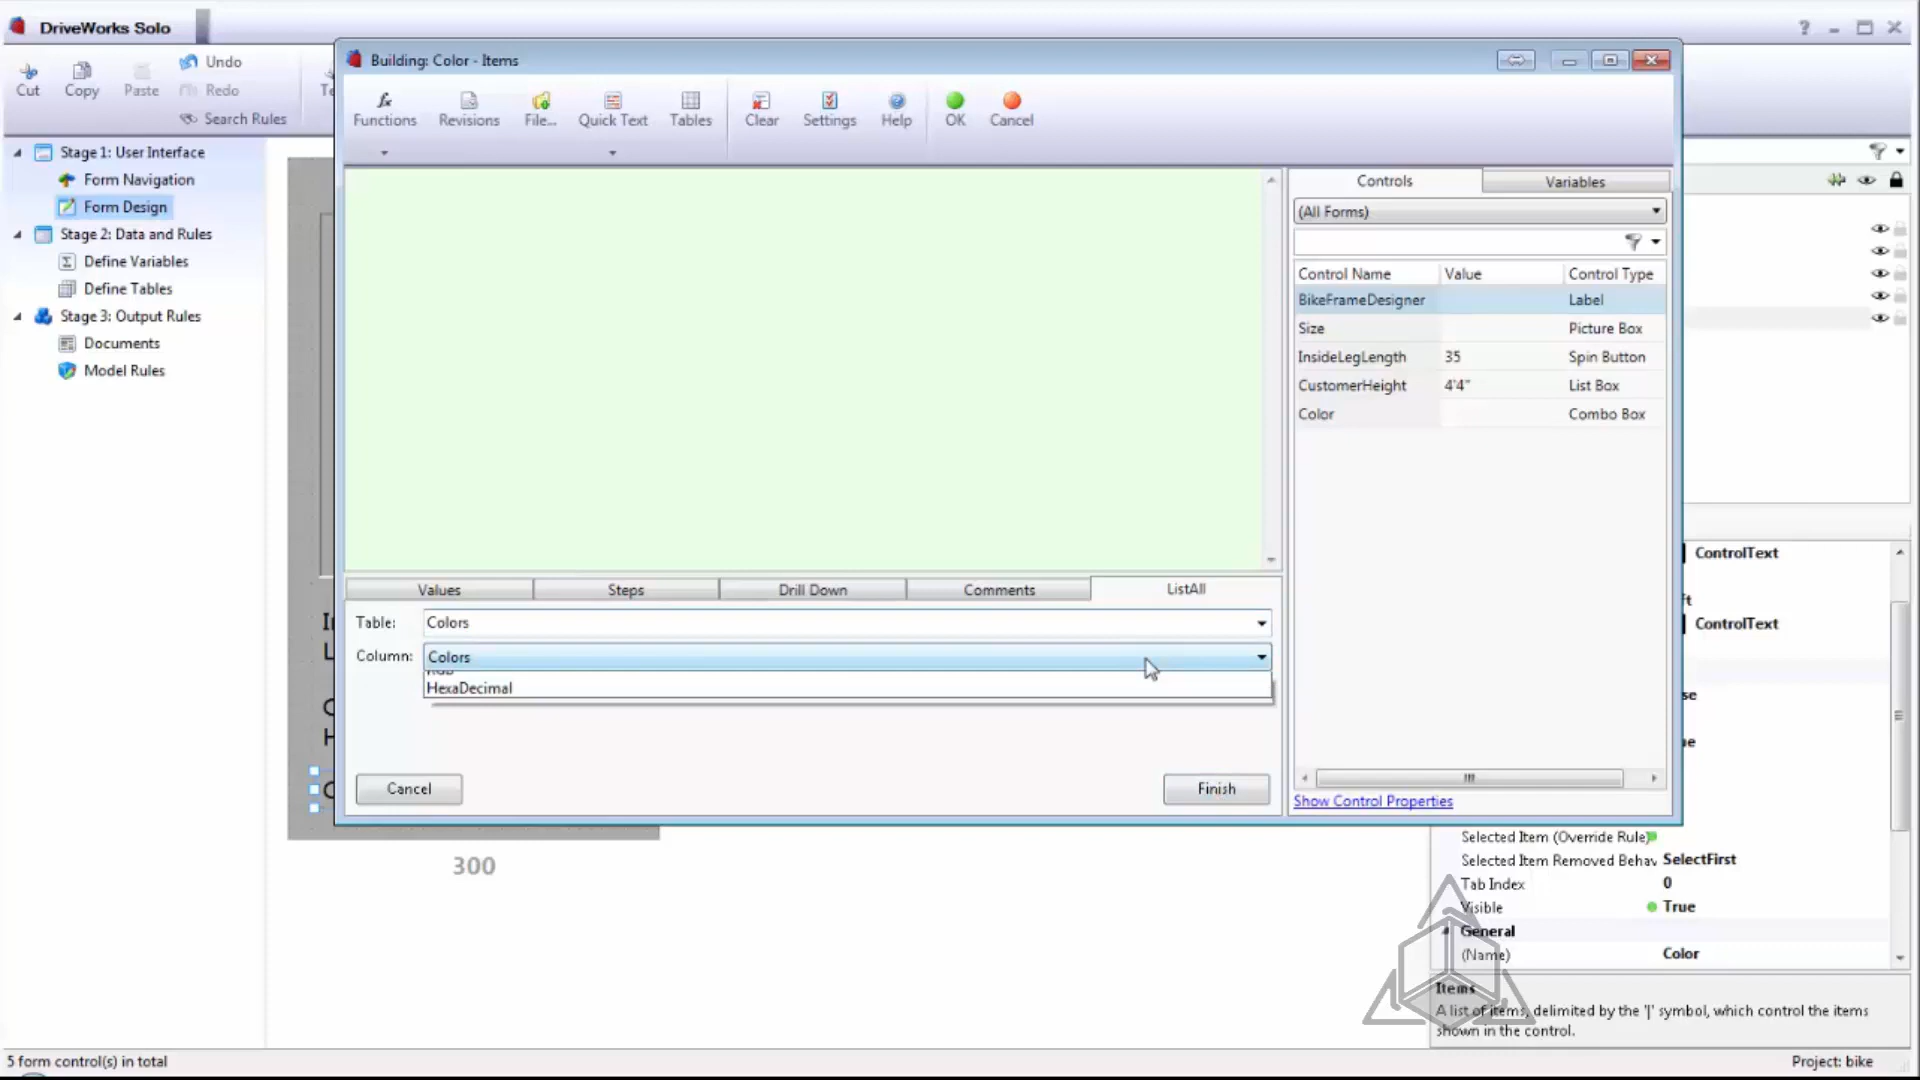 DriveWorks Solo
Building: Color - Items
Cut
Copy
Paste
Undo
Redo
Search Rules
Functions
Revisions
File...
Quick Text
Tables
Clear
Settings
Help
OK
Cancel
Stage 1: User Interface
Form Navigation
Form Design
Stage 2: Data and Rules
Define Variables
Define Tables
Stage 3: Output Rules
Documents
Model Rules
Controls
Variables
(All Forms)
Control Name Value Control Type
BikeFrameDesigner Label
Size Picture Box
InsideLegLength 35 Spin Button
CustomerHeight 4'4" List Box
Color Combo Box
Values
Steps
Drill Down
Comments
ListAll
Table: Colors
Column: Colors
HexaDecimal
Cancel
Finish
Show Control Properties
300
ControlText
ControlText
Selected Item (Override Rule)
Selected Item Removed Behav SelectFirst
Tab Index 0
Visible True
General
(Name) Color
Items
A list of items, delimited by the '|' symbol, which control the items
shown in the control.
5 form control(s) in total
Project: bike